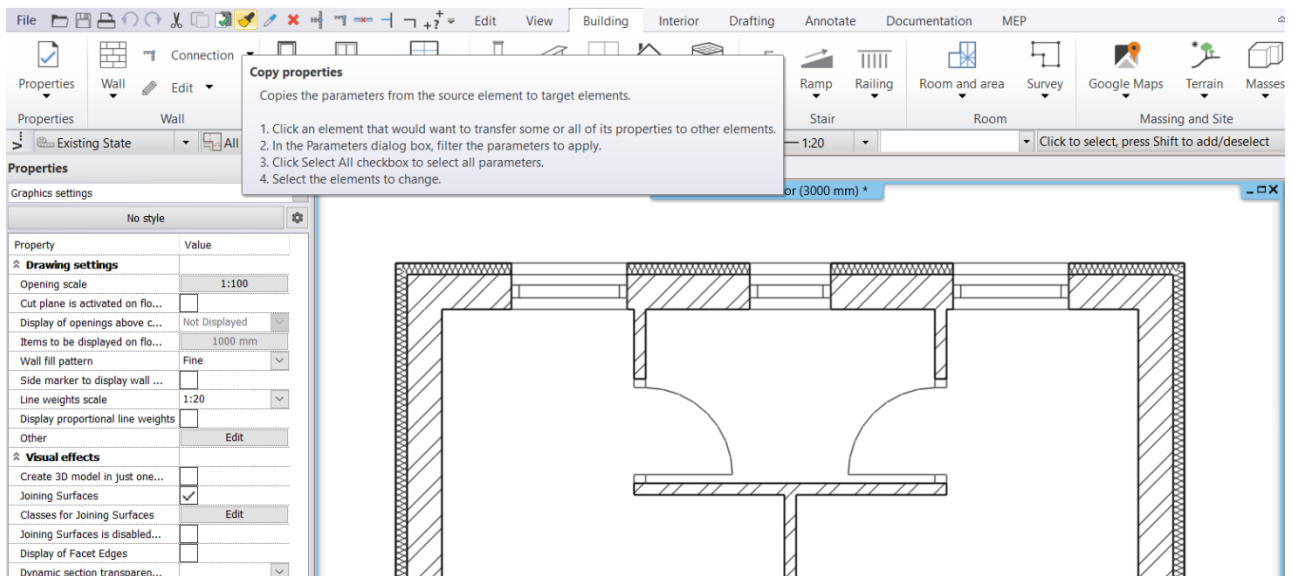 File Edit View Building Interior Drafting Annotate Documentation MEP
Connection
Properties Wall Edit Ramp Railing Room and area Survey Google Maps Terrain Masses
Properties Wall Stair Room Massing and Site
Copy properties
Copies the parameters from the source element to target elements.
1. Click an element that would want to transfer some or all of its properties to other elements.
2. In the Parameters dialog box, filter the parameters to apply.
3. Click Select All checkbox to select all parameters.
4. Select the elements to change.
Existing State All 1:20 Click to select, press Shift to add/deselect
Properties
or (3000 mm) *
Graphics settings
No style
Property Value
Drawing settings
Opening scale 1:100
Cut plane is activated on flo...
Display of openings above c... Not Displayed
Items to be displayed on flo... 1000 mm
Wall fill pattern Fine
Side marker to display wall ...
Line weights scale 1:20
Display proportional line weights
Other Edit
Visual effects
Create 3D model in just one...
Joining Surfaces
Classes for Joining Surfaces Edit
Joining Surfaces is disabled...
Display of Facet Edges
Dynamic section transparen...